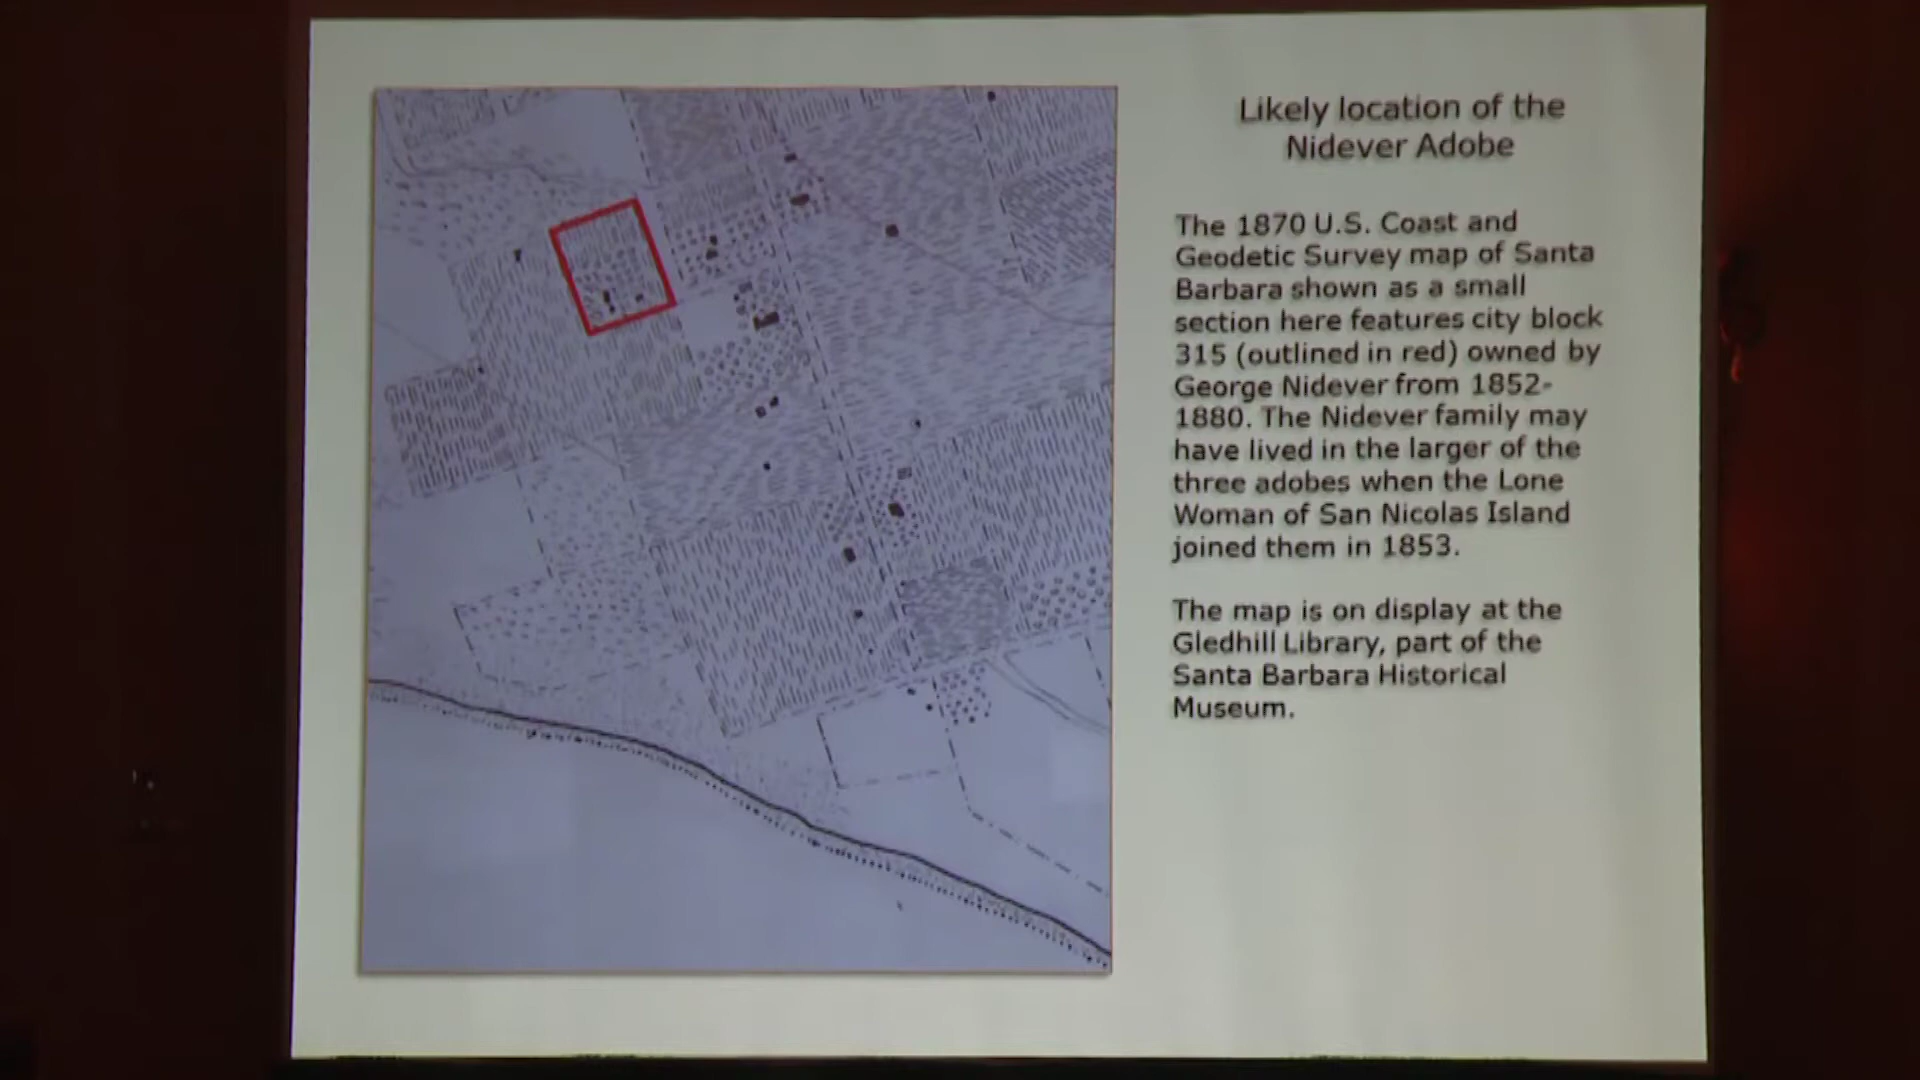 Likely location of the
Nidever Adobe
The 1870 U.S. Coast and
Geodetic Survey map of Santa
Barbara shown as a small
section here features city block
315 (outlined in red) owned by
George Nidever from 1852-
1880. The Nidever family may
have lived in the larger of the
three adobes when the Lone
Woman of San Nicolas Island
joined them in 1853.
The map is on display at the
Gledhill Library, part of the
Santa Barbara Historical
Museum.